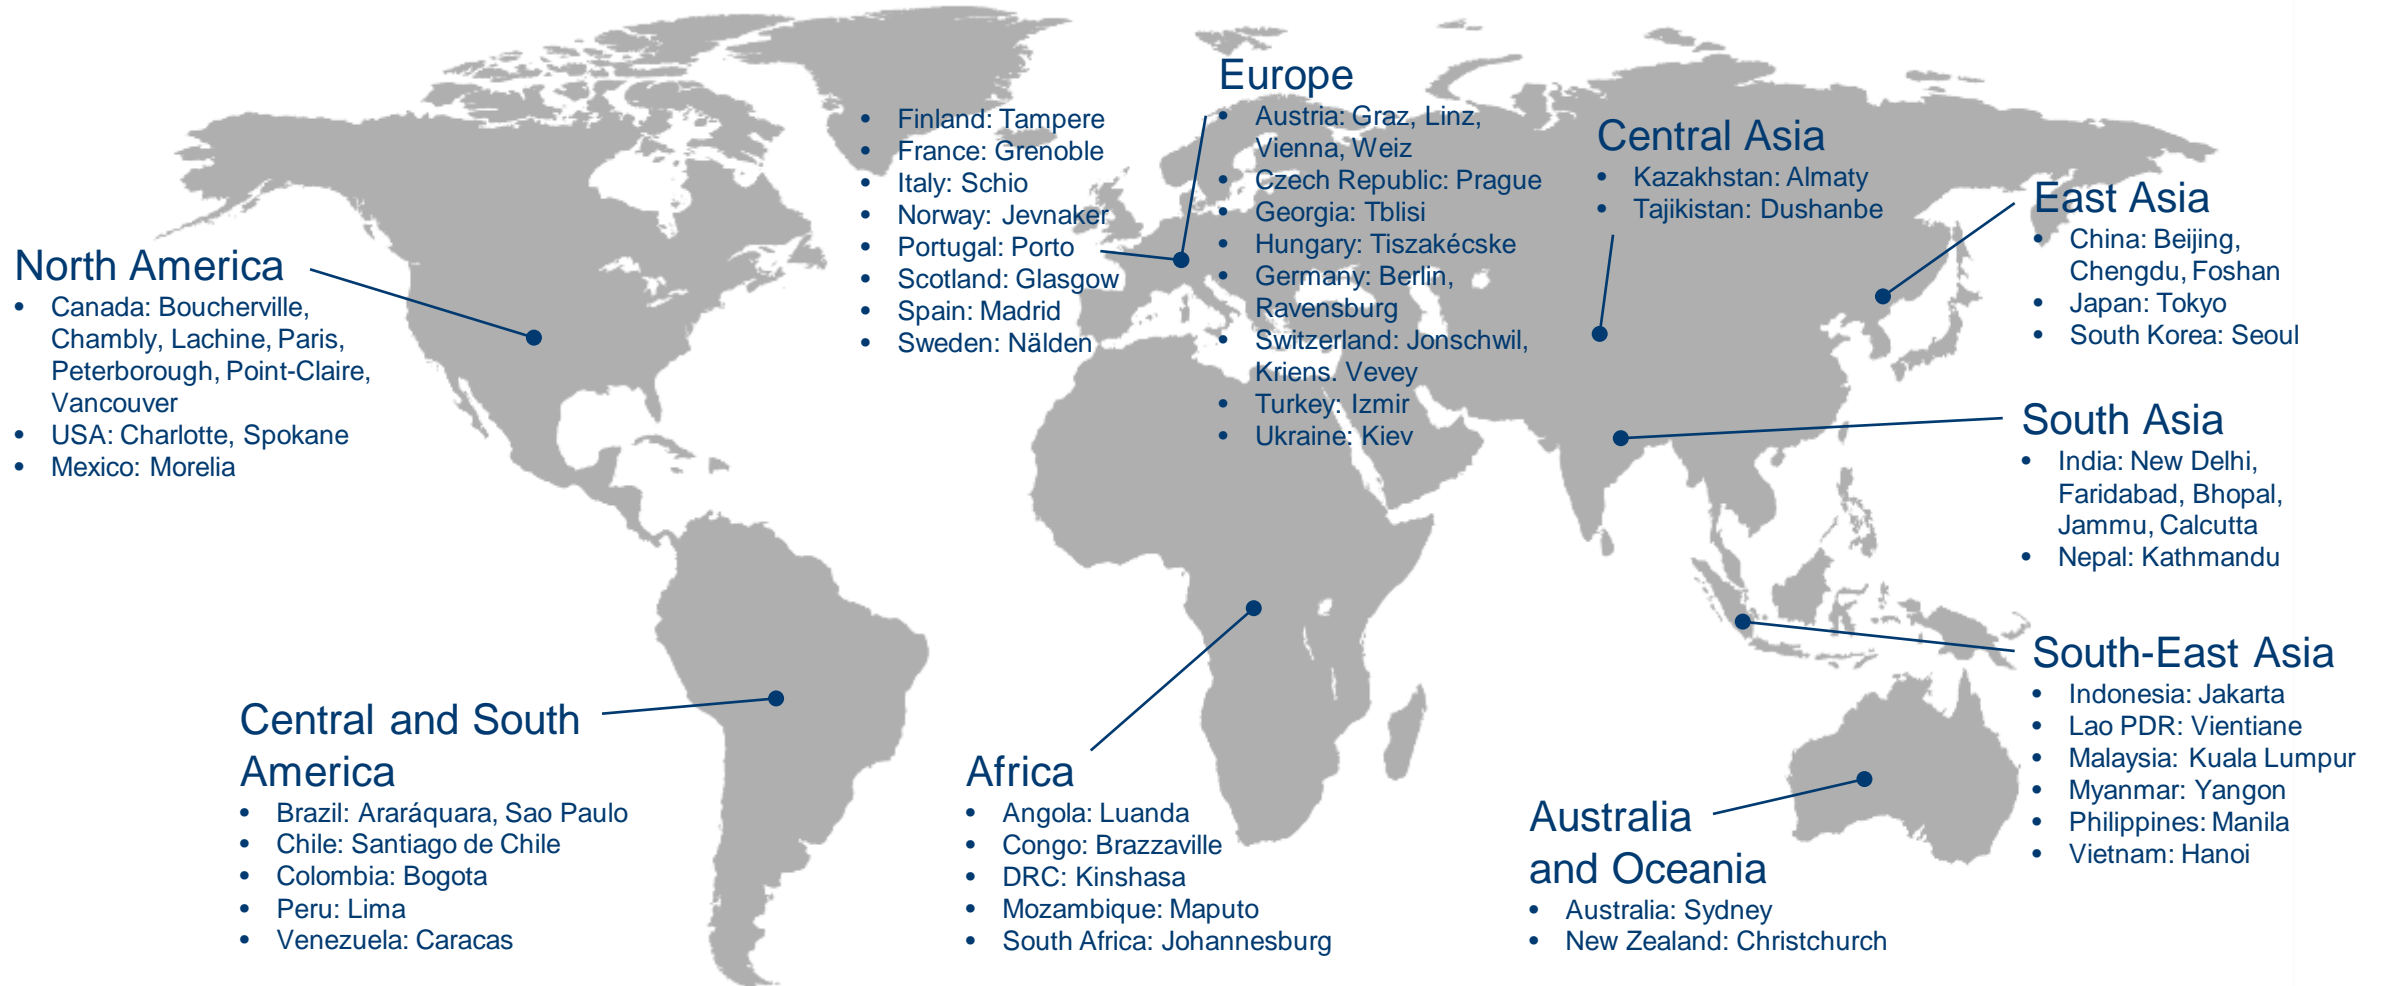 North America
• Canada: Boucherville,
Chambly, Lachine, Paris,
Peterborough, Point-Claire,
Vancouver
• USA: Charlotte, Spokane
• Mexico: Morelia
Central and South
America
• Brazil: Araráquara, Sao Paulo
• Chile: Santiago de Chile
• Colombia: Bogota
• Peru: Lima
• Venezuela: Caracas
Europe
• Austria: Graz, Linz,
Vienna, Weiz
• Czech Republic: Prague
• Georgia: Tblisi
• Hungary: Tiszakécske
• Germany: Berlin,
Ravensburg
• Switzerland: Jonschwil,
Kriens. Vevey
• Turkey: Izmir
• Ukraine: Kiev
• Finland: Tampere
• France: Grenoble
• Italy: Schio
• Norway: Jevnaker
• Portugal: Porto
• Scotland: Glasgow
• Spain: Madrid
• Sweden: Nälden
Africa
• Angola: Luanda
• Congo: Brazzaville
• DRC: Kinshasa
• Mozambique: Maputo
• South Africa: Johannesburg
Central Asia
• Kazakhstan: Almaty
• Tajikistan: Dushanbe
East Asia
• China: Beijing,
Chengdu, Foshan
• Japan: Tokyo
• South Korea: Seoul
South Asia
• India: New Delhi,
Faridabad, Bhopal,
Jammu, Calcutta
• Nepal: Kathmandu
South-East Asia
• Indonesia: Jakarta
• Lao PDR: Vientiane
• Malaysia: Kuala Lumpur
• Myanmar: Yangon
• Philippines: Manila
• Vietnam: Hanoi
Australia
and Oceania
• Australia: Sydney
• New Zealand: Christchurch